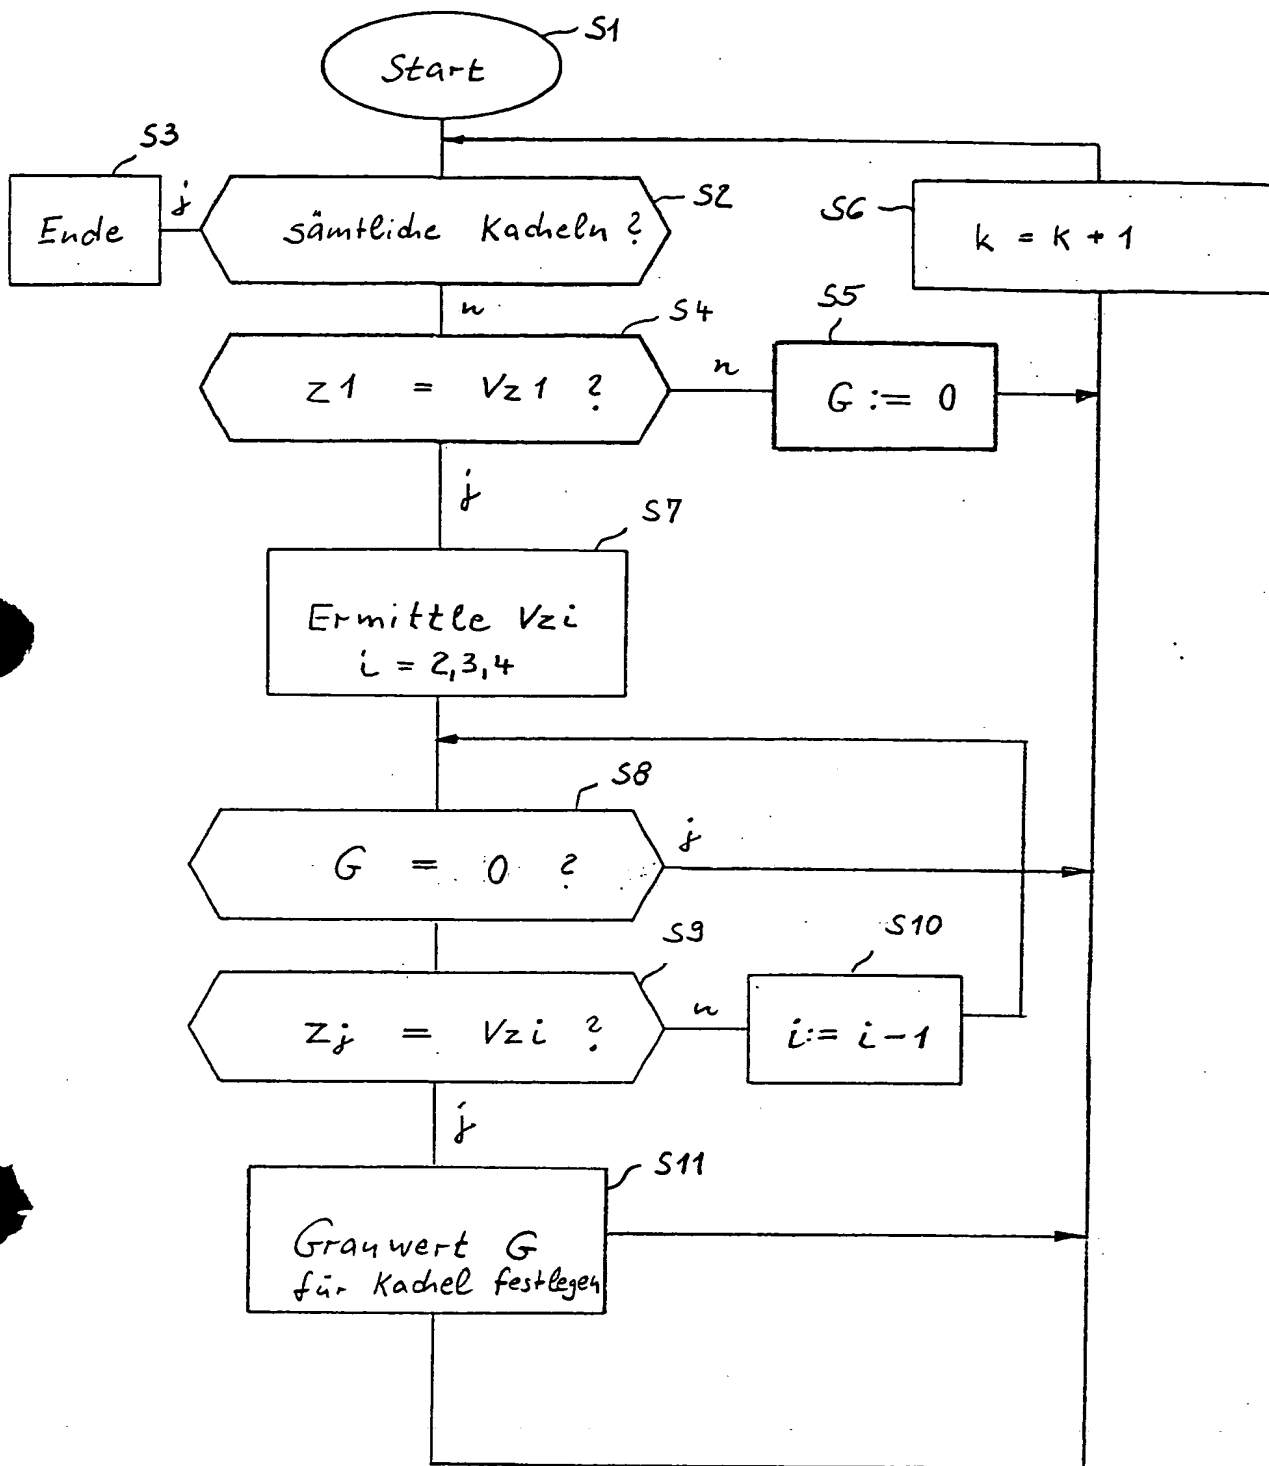 S1
Start
S3
Ende
j
sämtliche Kacheln ?
S2
S6
k = k + 1
n
S4
z1 = Vz1 ?
n
S5
G := 0
j
S7
Ermittle Vzi
i = 2,3,4
S8
G = 0 ?
j
S9
zj = Vzi ?
n
S10
i := i - 1
j
S11
Grauwert G
für Kachel festlegen